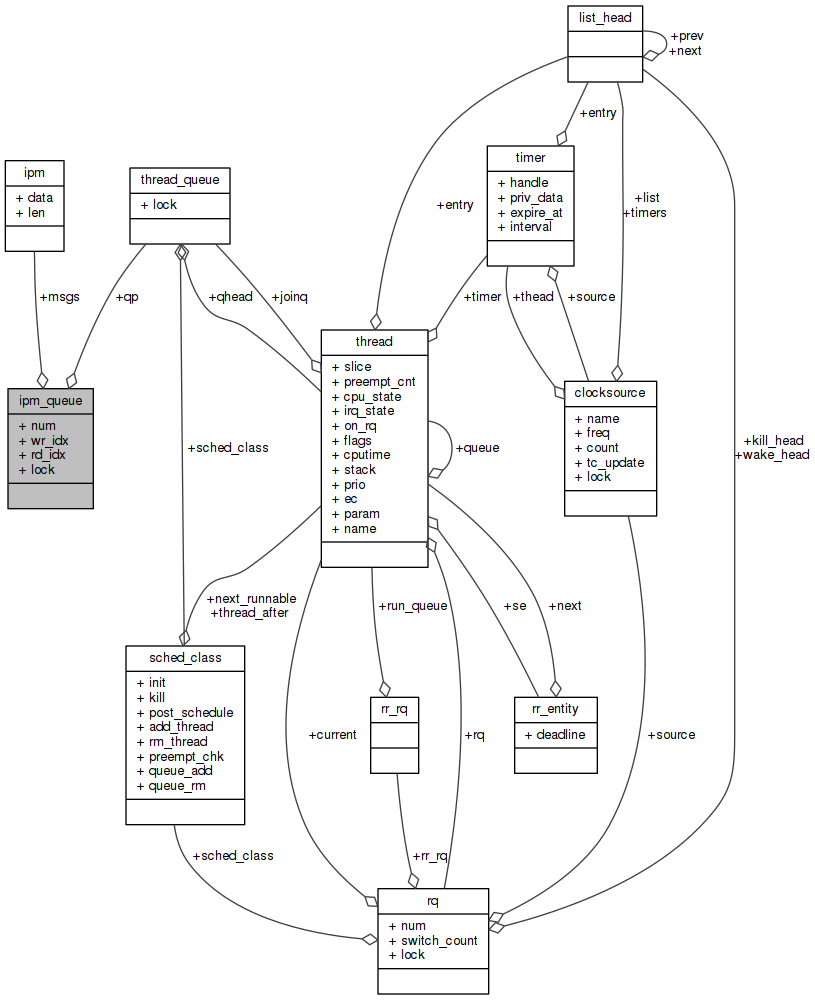 list_head
+prev
+next
+entry
timer
+ handle
+ priv_data
+ expire_at
+ interval
ipm
+ data
+ len
thread_queue
+ lock
+list
+timers
+entry
+msgs
+qp
+qhead
+joinq
+timer
+thead
+source
thread
+ slice
+ preempt_cnt
+ cpu_state
+ irq_state
+ on_rq
+ flags
+ cputime
+ stack
+ prio
+ ec
+ param
+ name
ipm_queue
+ num
+ wr_idx
+ rd_idx
+ lock
clocksource
+ name
+ freq
+ count
+ tc_update
+ lock
+sched_class
+queue
+kill_head
+wake_head
+next_runnable
+thread_after
+run_queue
+se
+next
sched_class
+ init
+ kill
+ post_schedule
+ add_thread
+ rm_thread
+ preempt_chk
+ queue_add
+ queue_rm
rr_rq
rr_entity
+ deadline
+current
+rq
+source
+sched_class
+rr_rq
rq
+ num
+ switch_count
+ lock